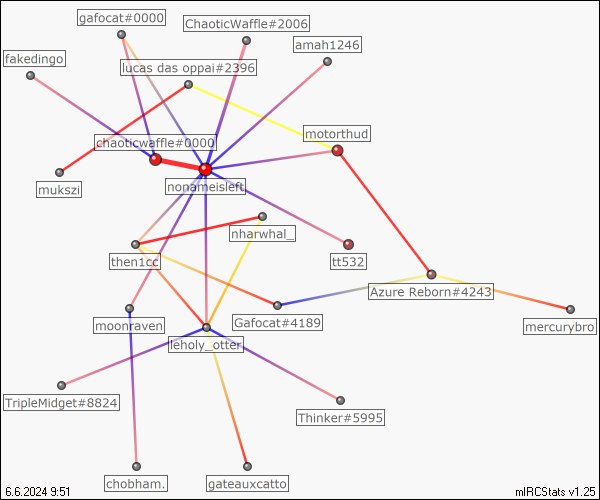 gafocat#0000
ChaoticWaffle#2006
amah1246
fakedingo
lucas das oppai#2396
motorthud
chaoticwaffle#0000
mukszi
nonameisleft
nharwhal_
then1cc
tt532
Azure Reborn#4243
moonraven
Gafocat#4189
mercurybro
leholy_otter
TripleMidget#8824
Thinker#5995
chobham.
gateauxcatto
6.6.2024 9:51
mIRCStats v1.25